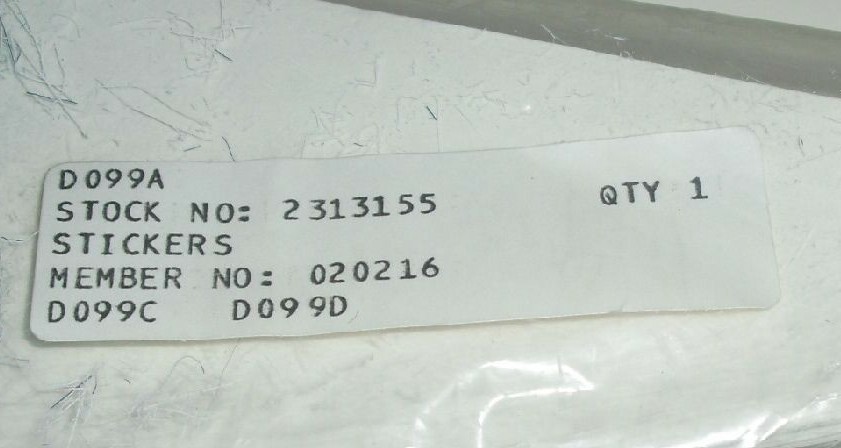 D099A
STOCK NO: 2313155 QTY 1
STICKERS
MEMBER NO: 020216
D099C D099D